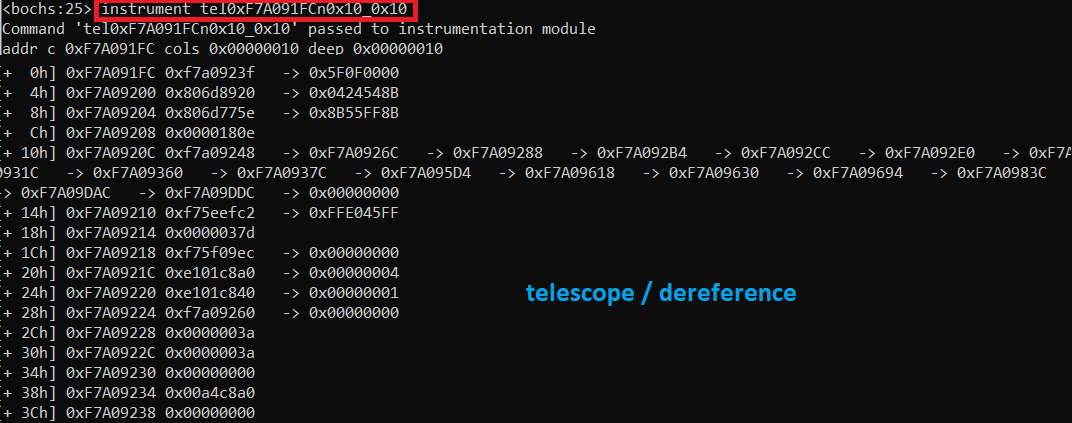 <bochs:25> instrument tel0xF7A091FCn0x10_0x10
Command 'tel0xF7A091FCn0x10_0x10' passed to instrumentation module
addr c 0xF7A091FC cols 0x00000010 deep 0x00000010
[+ 0h] 0xF7A091FC 0xf7a0923f -> 0x5F0F0000
[+ 4h] 0xF7A09200 0x806d8920 -> 0x0424548B
[+ 8h] 0xF7A09204 0x806d775e -> 0x8B55FF8B
[+ Ch] 0xF7A09208 0x0000180e
[+ 10h] 0xF7A0920C 0xf7a09248 -> 0xF7A0926C -> 0xF7A09288 -> 0xF7A092B4 -> 0xF7A092CC -> 0xF7A092E0 -> 0xF7A
0931C -> 0xF7A09360 -> 0xF7A0937C -> 0xF7A095D4 -> 0xF7A09618 -> 0xF7A09630 -> 0xF7A09694 -> 0xF7A0983C
-> 0xF7A09DAC -> 0xF7A09DDC -> 0x00000000
[+ 14h] 0xF7A09210 0xf75eefc2 -> 0xFFE045FF
[+ 18h] 0xF7A09214 0x0000037d
[+ 1Ch] 0xF7A09218 0xf75f09ec -> 0x00000000
[+ 20h] 0xF7A0921C 0xe101c8a0 -> 0x00000004
[+ 24h] 0xF7A09220 0xe101c840 -> 0x00000001
[+ 28h] 0xF7A09224 0xf7a09260 -> 0x00000000
[+ 2Ch] 0xF7A09228 0x0000003a
[+ 30h] 0xF7A0922C 0x0000003a
[+ 34h] 0xF7A09230 0x00000000
[+ 38h] 0xF7A09234 0x00a4c8a0
[+ 3Ch] 0xF7A09238 0x00000000
telescope / dereference